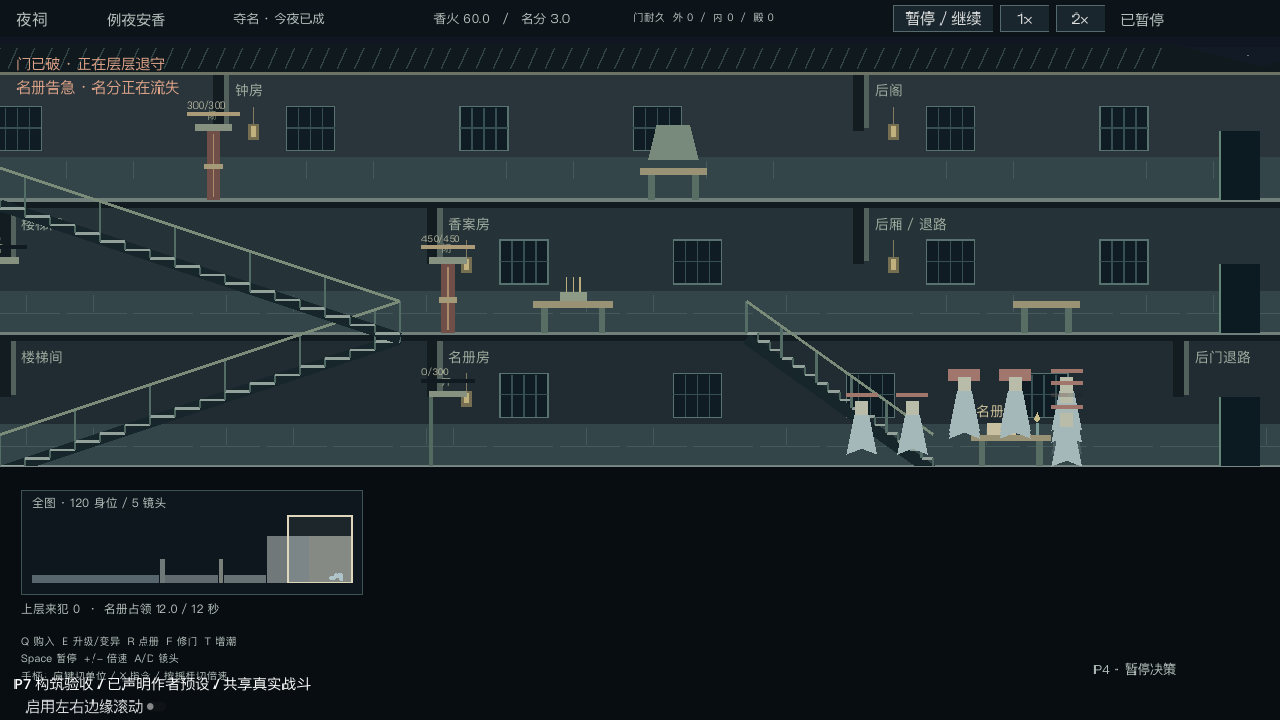 夜祠 例夜安香 夺名 · 今夜已成 香火 60.0 / 名分 3.0 门耐久 外 0 / 内 0 / 殿 0 暂停 / 继续 1× 2× 已暂停
门已破 · 正在层层退守
名册告急 · 名分正在流失
钟房 后阁
300/300
香案房 后厢 / 退路
450/450
楼梯间 名册房 后门退路
0/300
名册
全图 · 120 身位 / 5 镜头
上层来犯 0 · 名册占领 12.0 / 12 秒
Q 购入 E 升级/变异 R 点册 F 修门 T 增潮
Space 暂停 +/− 倍速 A/D 镜头
P7 构筑验收 / 已声明作者预设 / 共享真实战斗
启用左右边缘滚动
P4 - 暂停决策